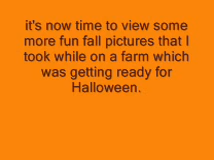 it's now time to view some
more fun fall pictures that I
took while on a farm which
was getting ready for
Halloween.